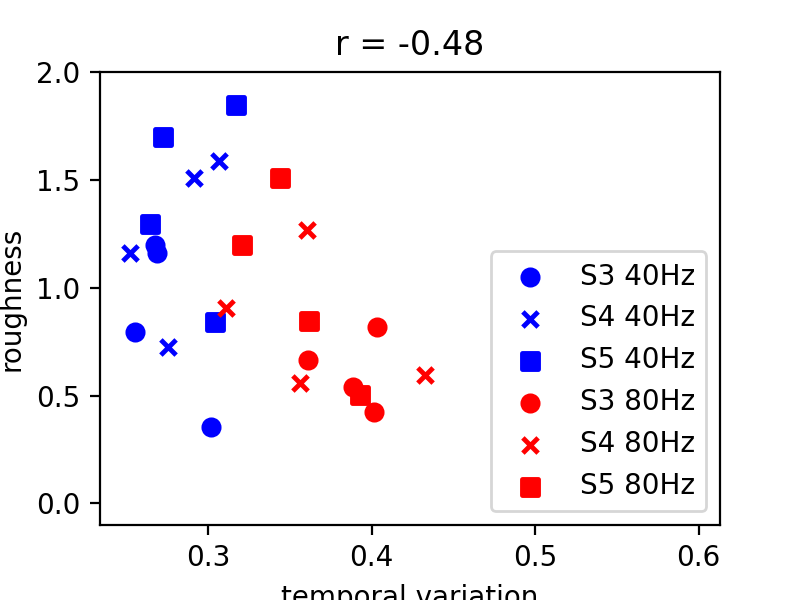 r = -0.48
2.0
1.5
1.0
0.5
0.0
roughness
S3 40Hz
S4 40Hz
S5 40Hz
S3 80Hz
S4 80Hz
S5 80Hz
0.3 0.4 0.5 0.6
temporal variation